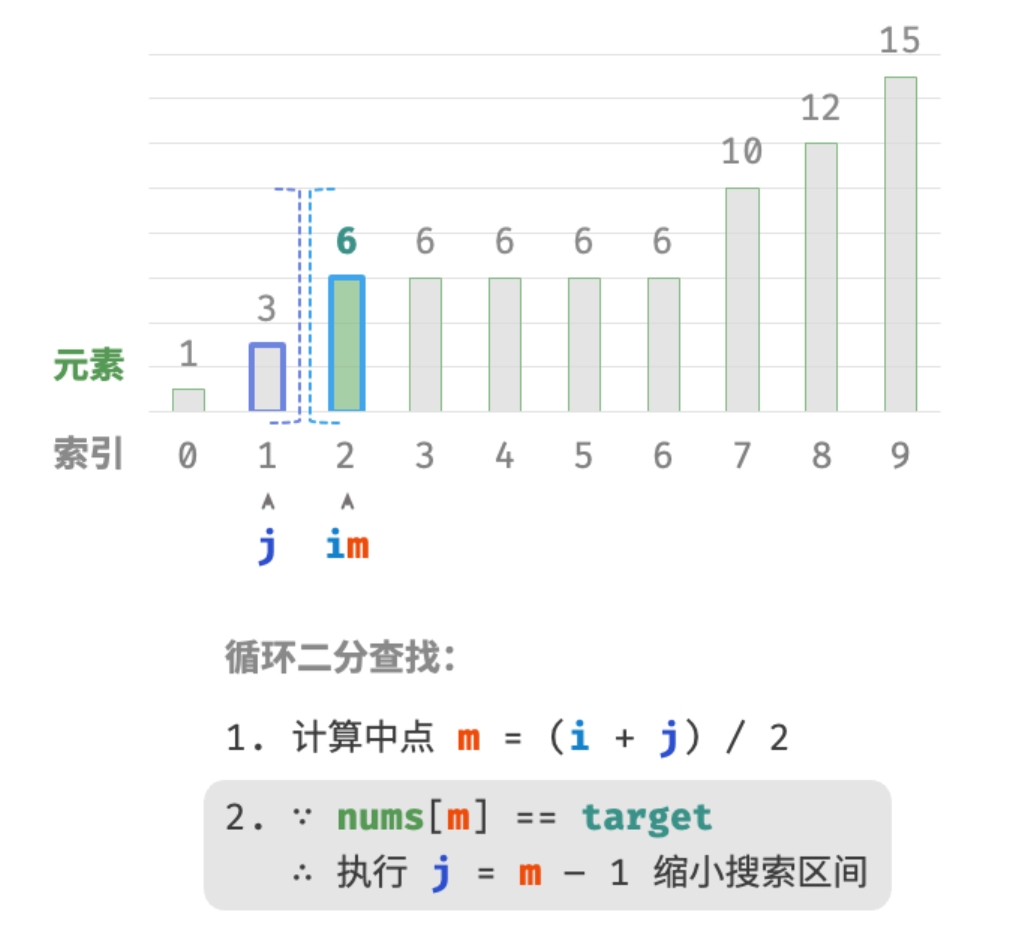 15
12
10
6 6 6 6 6
3
1
元素
索引 0 1 2 3 4 5 6 7 8 9
j im
循环二分查找:
1. 计算中点 m = (i + j) / 2
2. ∵ nums[m] == target
∴ 执行 j = m - 1 缩小搜索区间